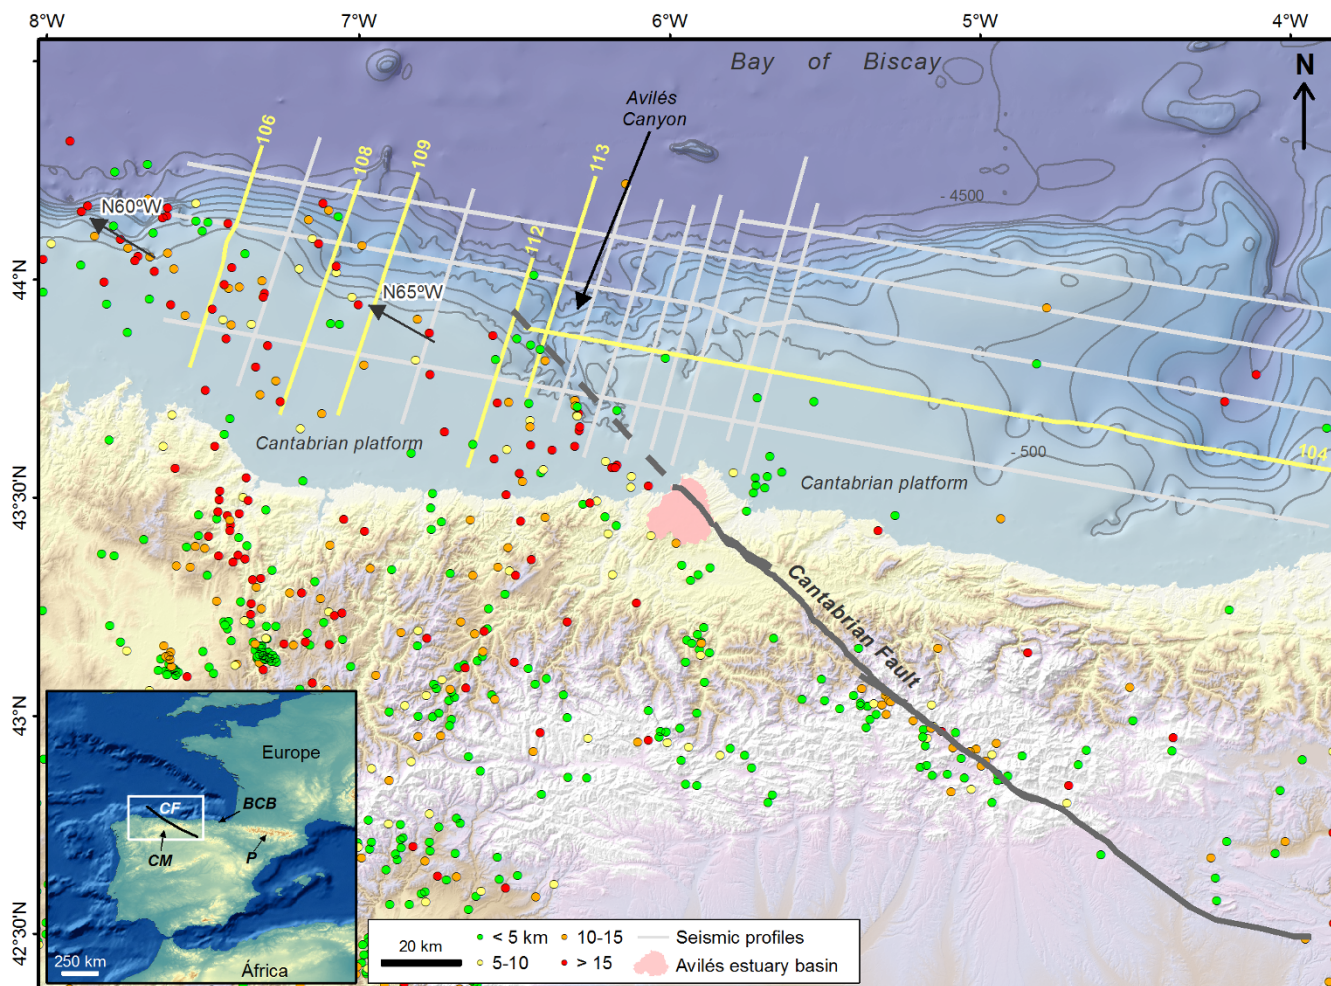 8°W
7°W
6°W
5°W
4°W
Bay of Biscay
N
Avilés
Canyon
106
108
109
113
- 4500
N60ºW
112
44°N
N65ºW
Cantabrian platform
- 500
104
Cantabrian platform
43°30'N
Cantabrian Fault
43°N
Europe
CF
BCB
CM
P
250 km
África
42°30'N
20 km
< 5 km
10-15
Seismic profiles
5-10
> 15
Avilés estuary basin